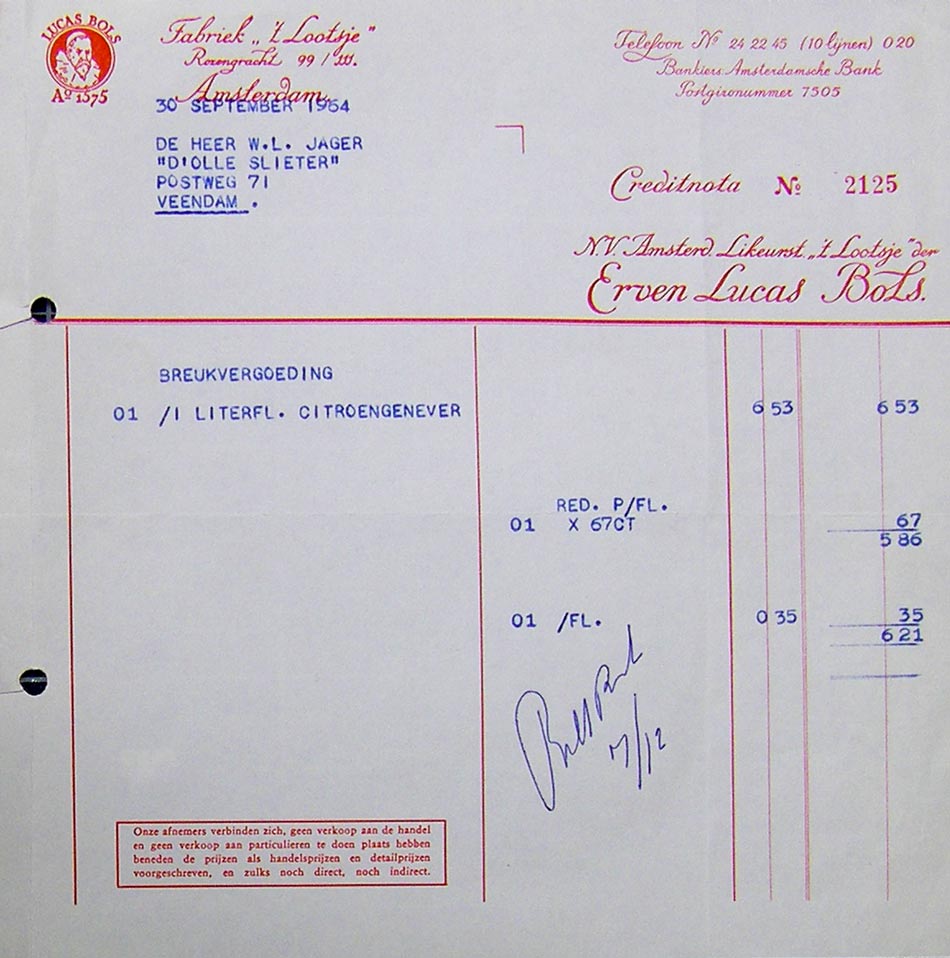 LUCAS BOLS
Aº 1575
Fabriek „'t Lootsje"
Rozengracht 99 / III.
Amsterdam
30 SEPTEMBER 1964
Telefoon Nº 24 22 45 (10 lijnen) 020
Bankiers: Amsterdamsche Bank
Postgironummer 7505
DE HEER W.L. JAGER
"D'OLLE SLIETER"
POSTWEG 71
VEENDAM .
Creditnota Nº 2125
N.V. Amsterd. Likeurst. „'t Lootsje" der
Erven Lucas Bols.
BREUKVERGOEDING
01 /1 LITERFL. CITROENGENEVER 6 53 6 53
RED. P/FL.
01 X 67CT 67
5 86
01 /FL. 0 35 35
6 21
/12
Onze afnemers verbinden zich, geen verkoop aan de handel
en geen verkoop aan particulieren te doen plaats hebben
beneden de prijzen als handelsprijzen en detailprijzen
voorgeschreven, en zulks noch direct, noch indirect.